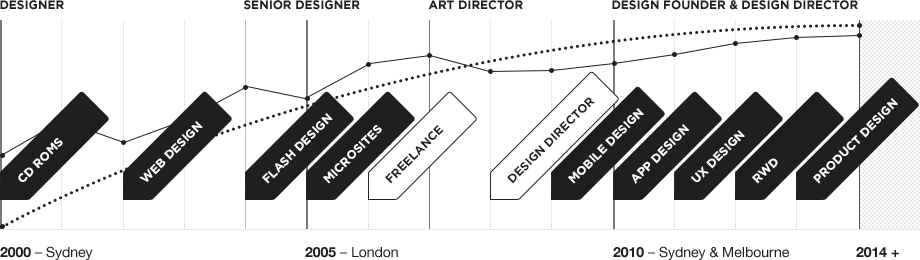 DESIGNER
SENIOR DESIGNER
ART DIRECTOR
DESIGN FOUNDER & DESIGN DIRECTOR
CD ROMS
WEB DESIGN
FLASH DESIGN
MICROSITES
FREELANCE
DESIGN DIRECTOR
MOBILE DESIGN
APP DESIGN
UX DESIGN
RWD
PRODUCT DESIGN
2000 – Sydney
2005 – London
2010 – Sydney & Melbourne
2014 +